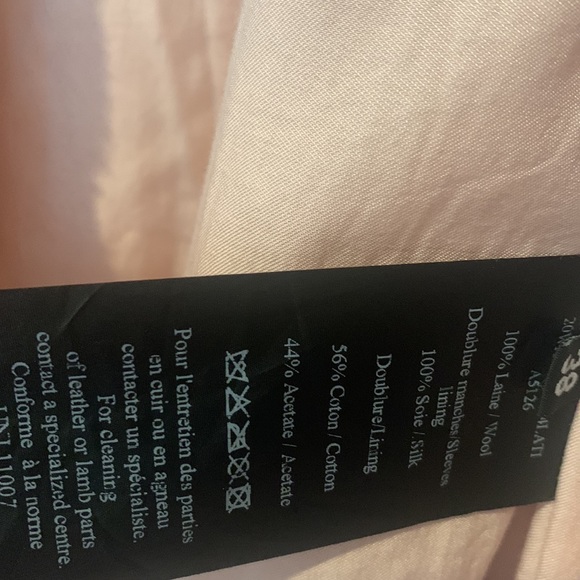 38
A5126 4LATI
100% Laine / Wool
Doublure manches/Sleeves
lining
100% Soie / Silk
Doublure/Lining
56% Coton / Cotton
44% Acetate / Acetate
Pour l'entretien des parties
en cuir ou en agneau
contacter un spécialiste.
For cleaning
of leather or lamb parts
contact a specialized centre.
Conforme à la norme